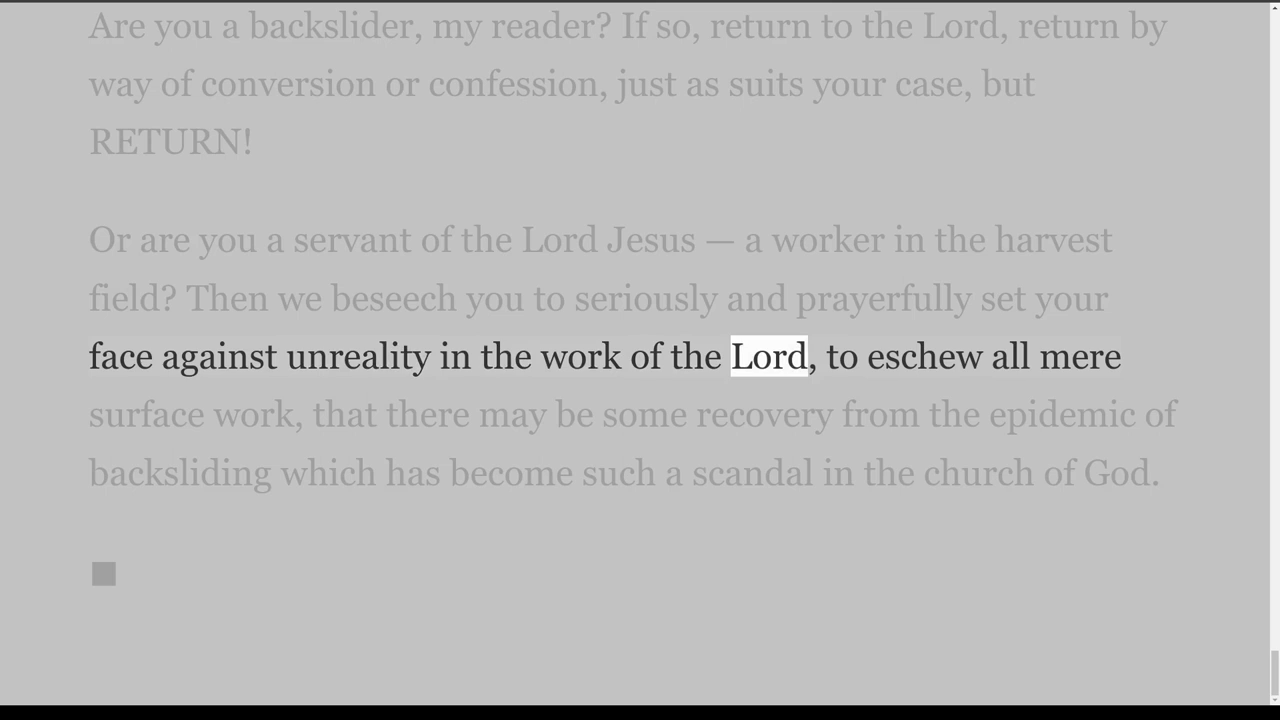 Are you a backslider, my reader? If so, return to the Lord, return by
way of conversion or confession, just as suits your case, but
RETURN!
Or are you a servant of the Lord Jesus — a worker in the harvest
field? Then we beseech you to seriously and prayerfully set your
face against unreality in the work of the Lord, to eschew all mere
surface work, that there may be some recovery from the epidemic of
backsliding which has become such a scandal in the church of God.